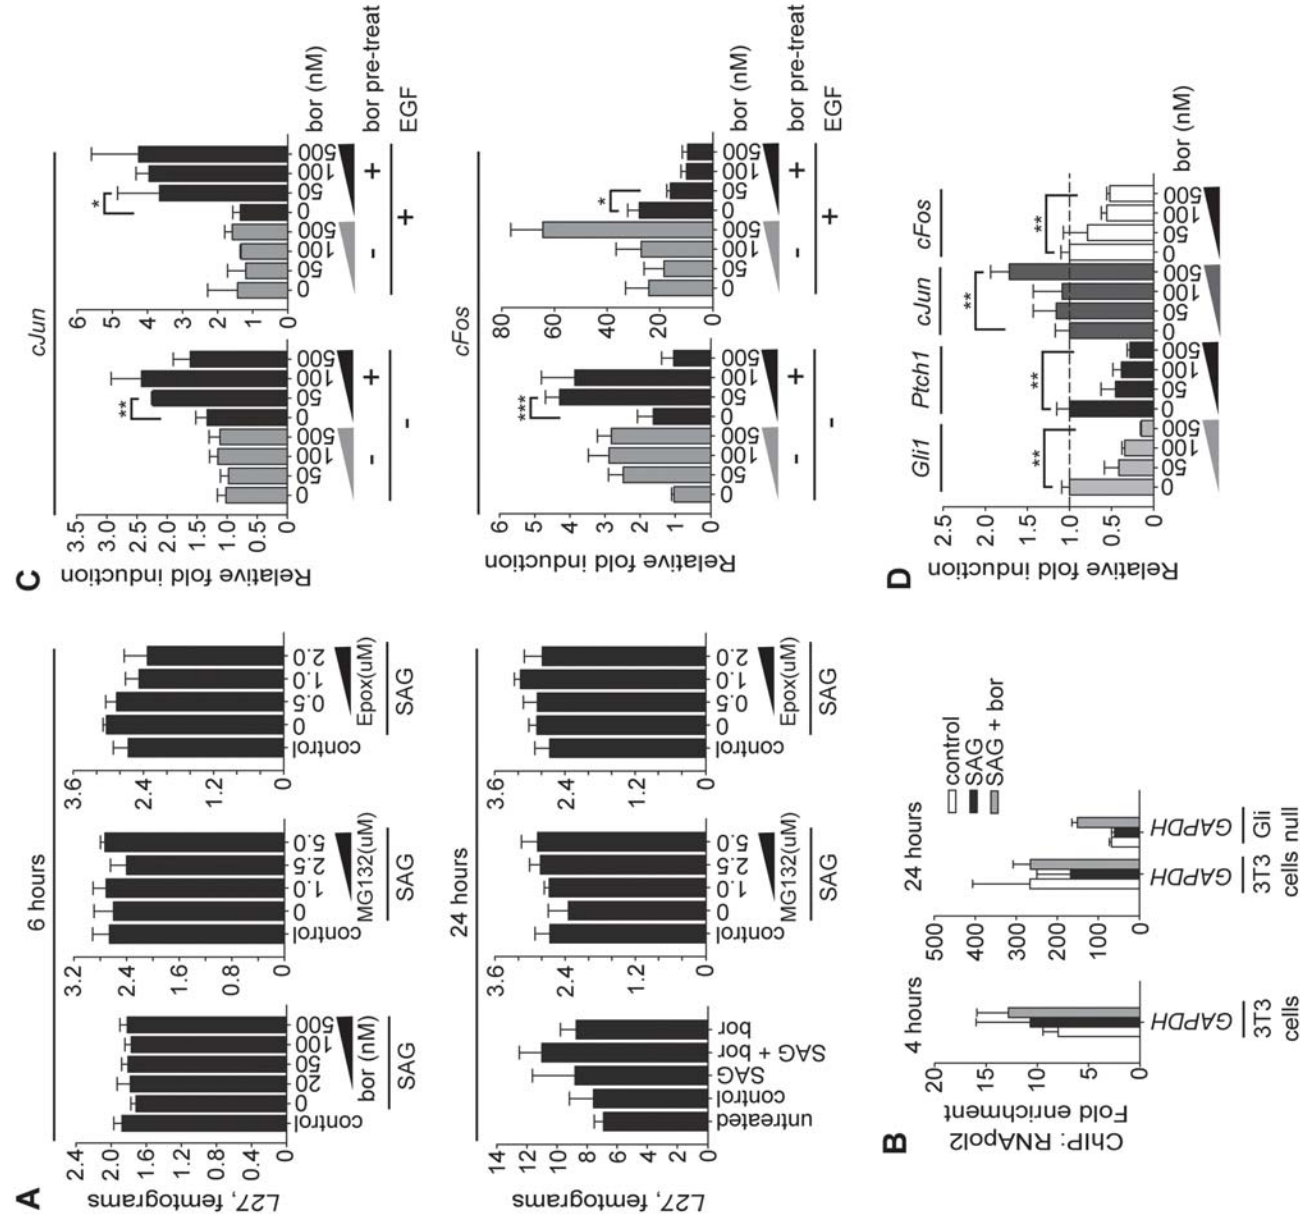 A
6 hours
L27, femtograms
2.4
2.0
1.6
1.2
0.8
0.4
0
control
0
20
50
100
500
bor (nM)
SAG
3.2
2.4
1.6
0.8
0
control
0
1.0
2.5
5.0
MG132(uM)
SAG
3.6
2.4
1.2
0
control
0
0.5
1.0
2.0
Epox(uM)
SAG
24 hours
L27, femtograms
14
12
10
8
6
4
2
0
untreated
control
SAG
SAG + bor
bor
3.6
2.4
1.2
0
control
0
1.0
2.5
5.0
MG132(uM)
SAG
3.6
2.4
1.2
0
control
0
0.5
1.0
2.0
Epox(uM)
SAG
B
ChIP: RNApol2
Fold enrichment
4 hours
20
15
10
5
0
GAPDH
3T3
cells
24 hours
500
400
300
200
100
0
GAPDH
3T3
cells
GAPDH
Gli
null
control
SAG
SAG + bor
C
cJun
Relative fold induction
3.5
3.0
2.5
2.0
1.5
1.0
0.5
0
**
0
50
100
500
0
50
100
500
-
+
-
6
5
4
3
2
1
0
*
0
50
100
500
0
50
100
500
bor (nM)
-
+
bor pre-treat
+
EGF
cFos
Relative fold induction
6
5
4
3
2
1
0
***
0
50
100
500
0
50
100
500
-
+
-
80
60
40
20
0
*
0
50
100
500
0
50
100
500
bor (nM)
-
+
bor pre-treat
+
EGF
D
Relative fold induction
2.5
2.0
1.5
1.0
0.5
0
Gli1
Ptch1
cJun
cFos
**
**
**
**
0
50
100
500
0
50
100
500
0
50
100
500
0
50
100
500
bor (nM)